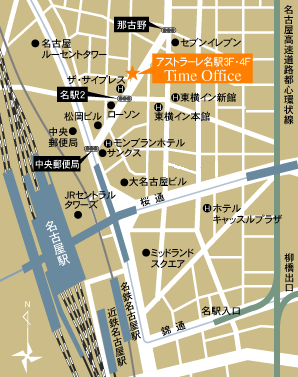 那古野
名古屋
ルーセントタワー
セブンイレブン
アストラーレ名駅3F・4F
Time Office
ザ・サイプレス
H
名駅2
H
東横イン新館
松岡ビル
ローソン
H
東横イン本館
中央
郵便局
H
モンブランホテル
サンクス
中央郵便局
大名古屋ビル
JRセントラル
タワーズ
桜通
H
ホテル
キャッスルプラザ
名古屋駅
ミッドランド
スクエア
名鉄名古屋駅
近鉄名古屋駅
錦通
名駅入口
柳橋出口
名古屋高速道路都心環状線
N